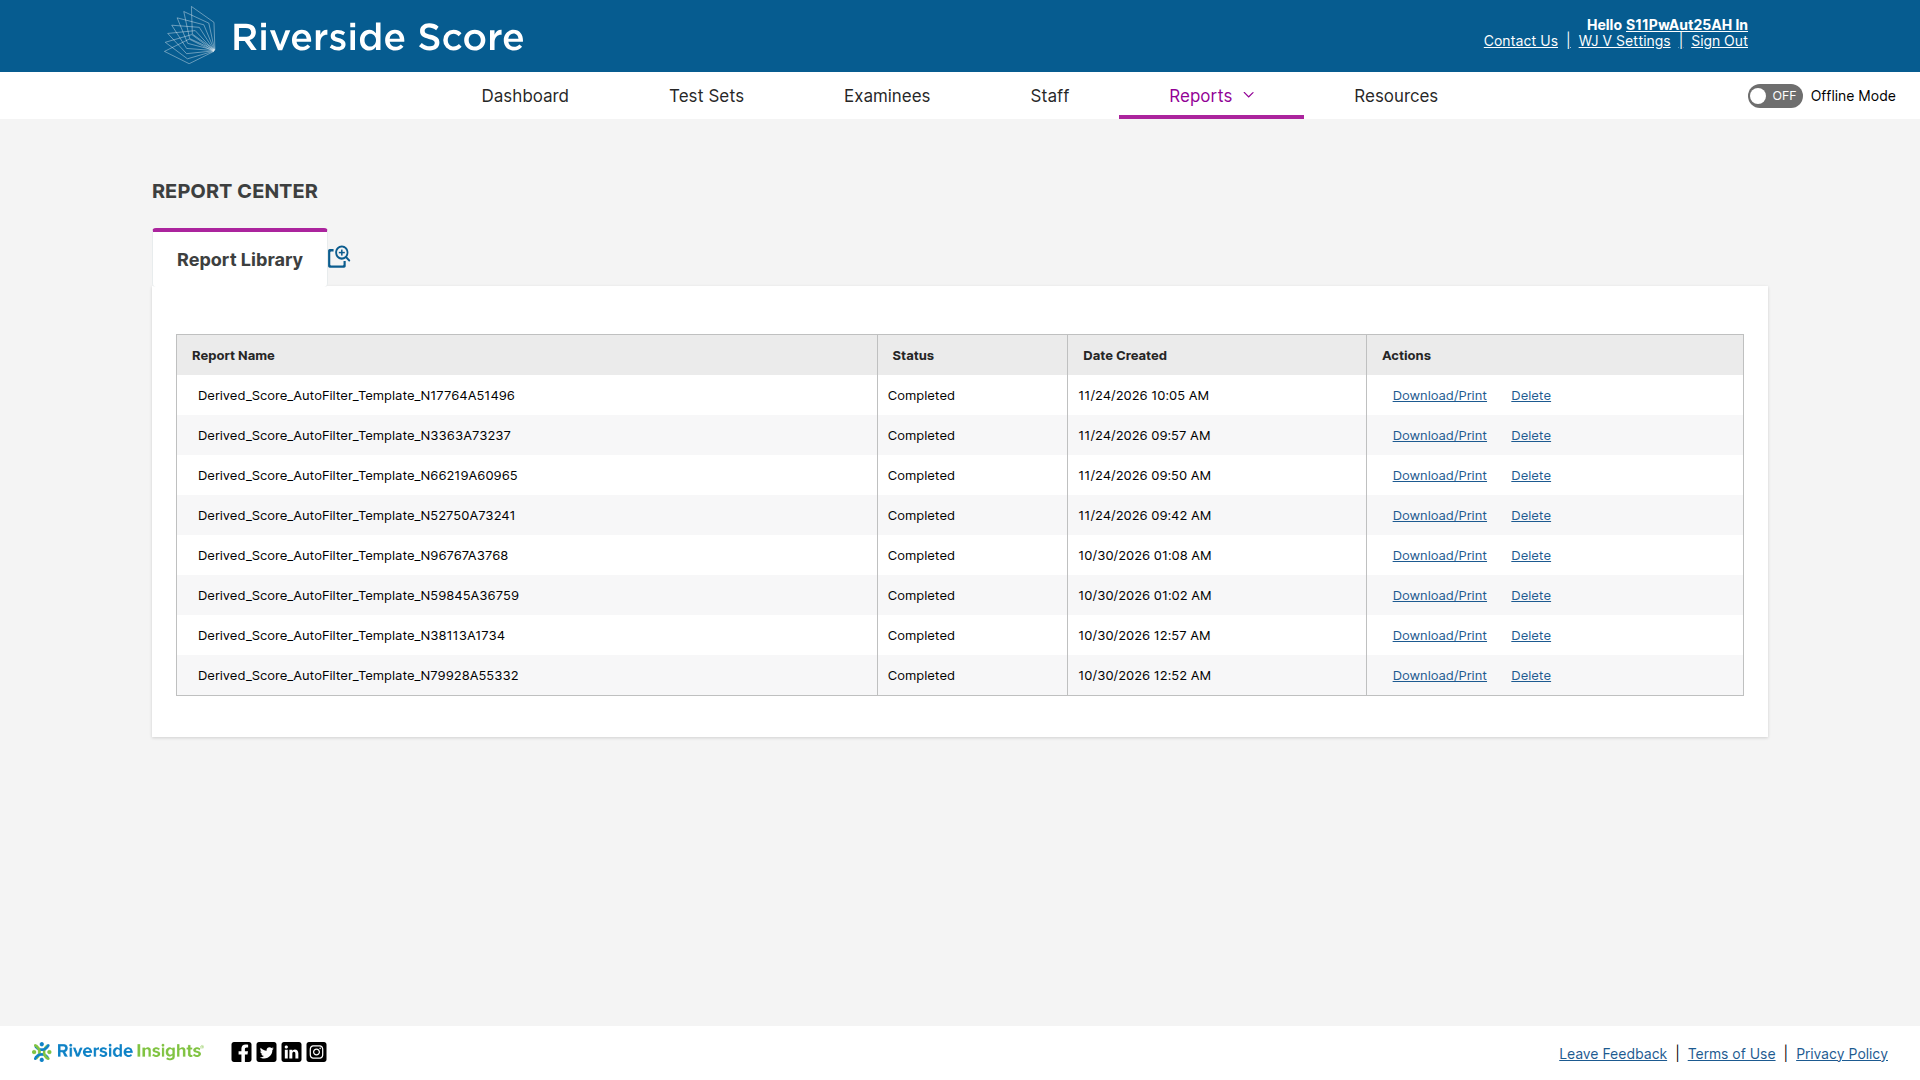 Riverside Score
Hello S11PwAut25AH In
Contact Us | WJ V Settings | Sign Out
Dashboard Test Sets Examinees Staff Reports Resources OFF Offline Mode
REPORT CENTER
Report Library
Report Name Status Date Created Actions
Derived_Score_AutoFilter_Template_N17764A51496 Completed 11/24/2026 10:05 AM Download/Print Delete
Derived_Score_AutoFilter_Template_N3363A73237 Completed 11/24/2026 09:57 AM Download/Print Delete
Derived_Score_AutoFilter_Template_N66219A60965 Completed 11/24/2026 09:50 AM Download/Print Delete
Derived_Score_AutoFilter_Template_N52750A73241 Completed 11/24/2026 09:42 AM Download/Print Delete
Derived_Score_AutoFilter_Template_N96767A3768 Completed 10/30/2026 01:08 AM Download/Print Delete
Derived_Score_AutoFilter_Template_N59845A36759 Completed 10/30/2026 01:02 AM Download/Print Delete
Derived_Score_AutoFilter_Template_N38113A1734 Completed 10/30/2026 12:57 AM Download/Print Delete
Derived_Score_AutoFilter_Template_N79928A55332 Completed 10/30/2026 12:52 AM Download/Print Delete
Riverside Insights Leave Feedback | Terms of Use | Privacy Policy